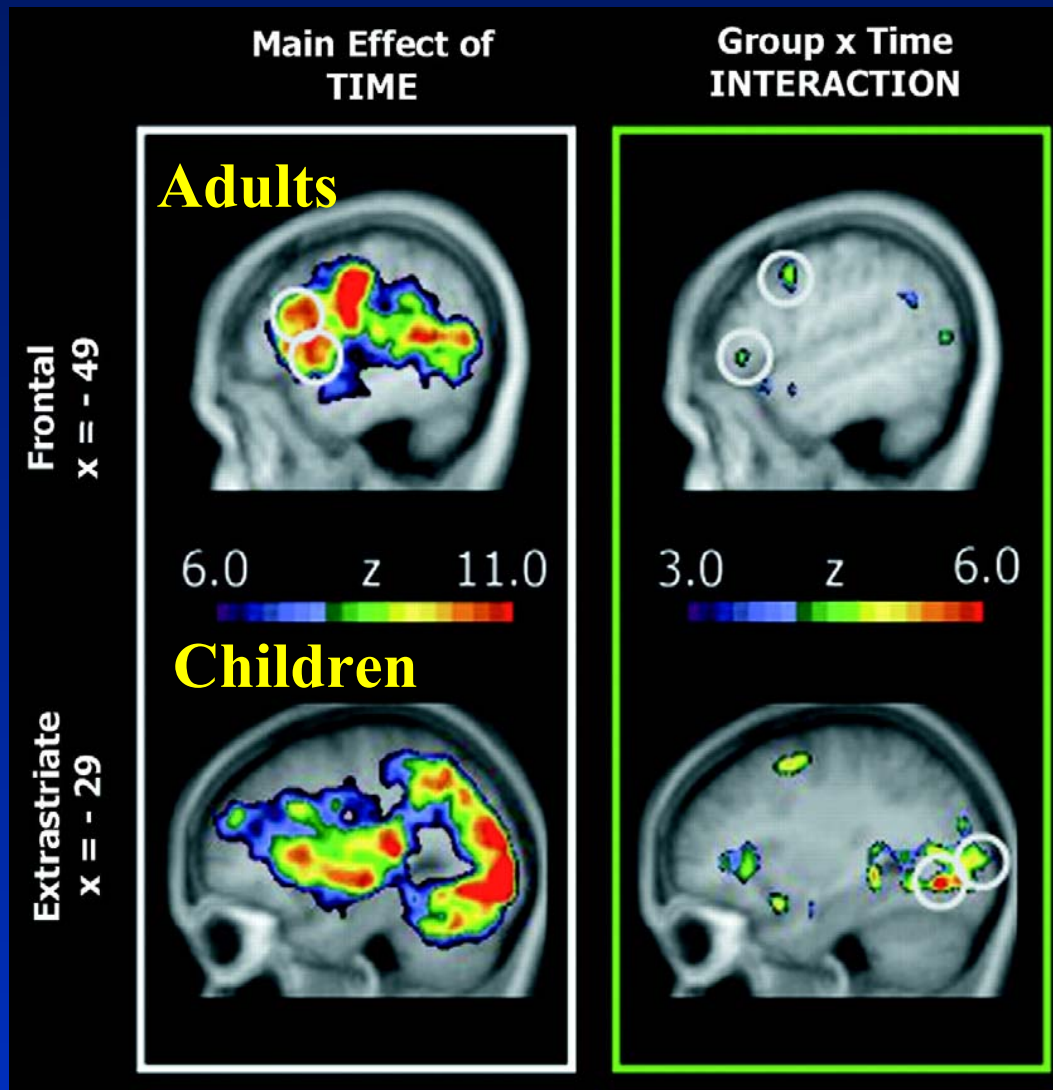 Main Effect of
TIME
Group x Time
INTERACTION
Adults
Frontal
x = - 49
6.0 z 11.0
3.0 z 6.0
Children
Extrastriate
x = - 29